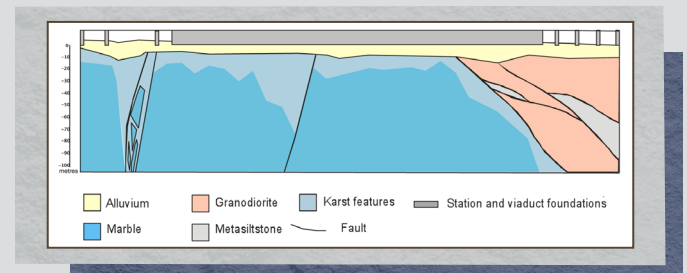 0
-10
-20
-30
-40
-50
-60
-70
-80
-90
-100
metres
Alluvium
Granodiorite
Karst features
Station and viaduct foundations
Marble
Metasiltstone
Fault